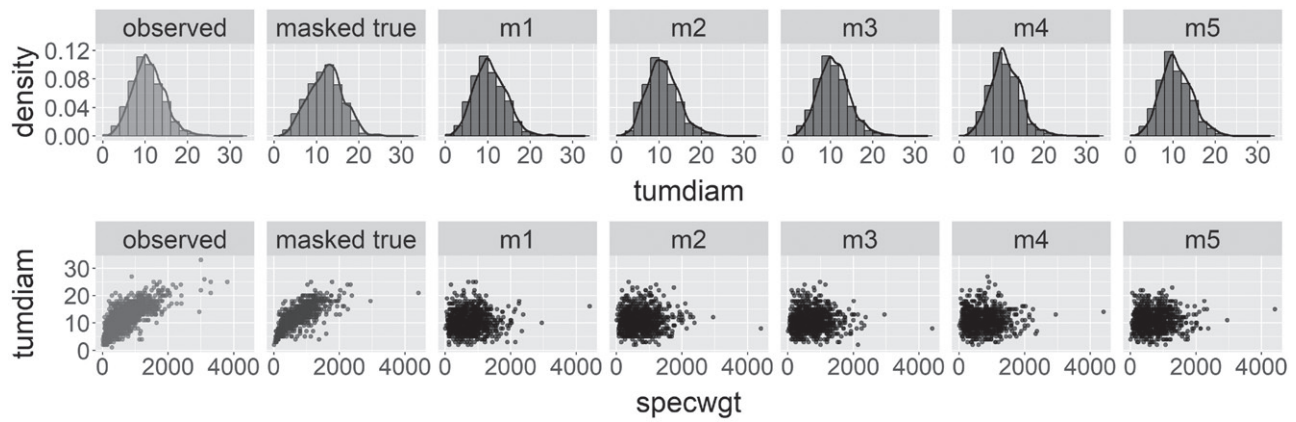 observed masked true m1 m2 m3 m4 m5
density
0.12
0.08
0.04
0.00
0 10 20 30 0 10 20 30 0 10 20 30 0 10 20 30 0 10 20 30 0 10 20 30 0 10 20 30
tumdiam
observed masked true m1 m2 m3 m4 m5
tumdiam
30
20
10
0
0 2000 4000 0 2000 4000 0 2000 4000 0 2000 4000 0 2000 4000 0 2000 4000 0 2000 4000
specwgt